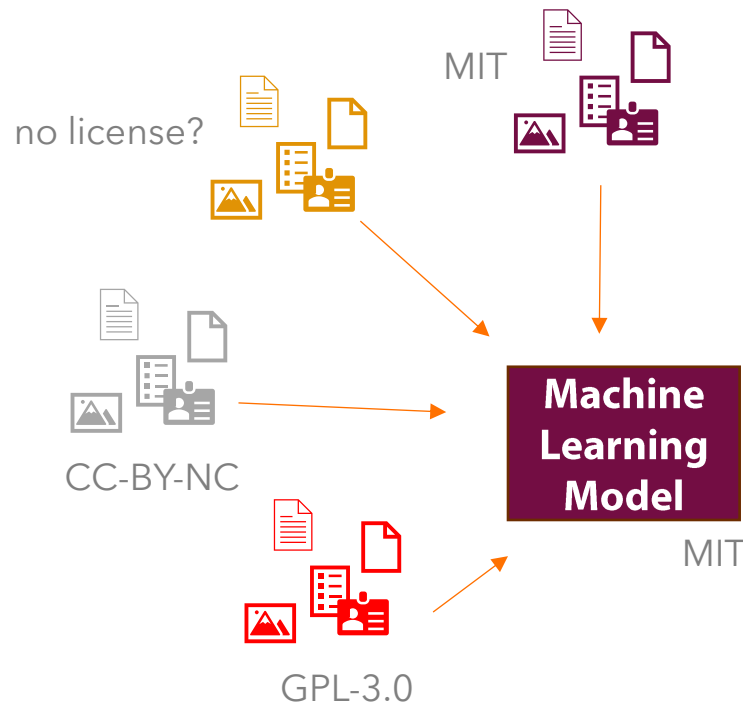 MIT
no license?
CC-BY-NC
Machine
Learning
Model
MIT
GPL-3.0